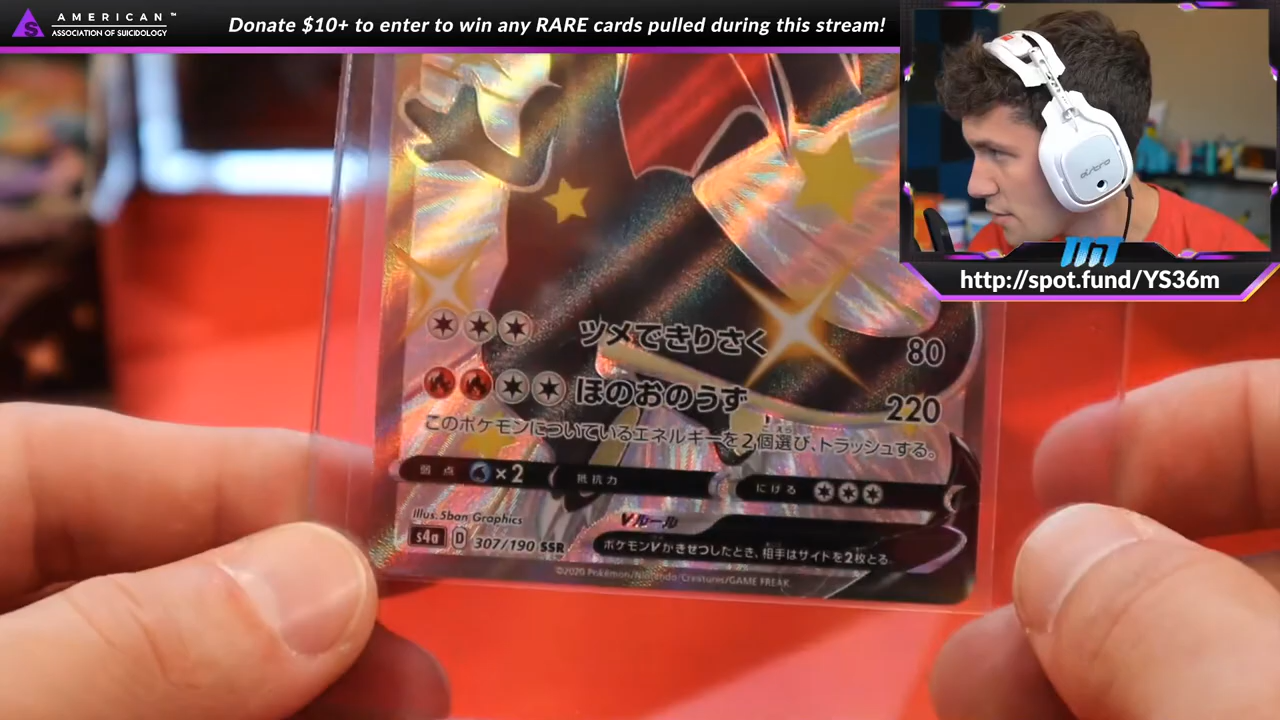 AMERICAN™
ASSOCIATION OF SUICIDOLOGY
Donate $10+ to enter to win any RARE cards pulled during this stream!
astro
http://spot.fund/YS36m
ツメできりさく 80
ほのおのうず 220
このポケモンについているエネルギーを2個選び、トラッシュする。
弱点 ×2 抵抗力 にげる
illus. 5ban Graphics
Vルール
s4a D 307/190 SSR
ポケモンVがきぜつしたとき、相手はサイドを2枚とる。
©2020 Pokémon/Nintendo/Creatures/GAME FREAK